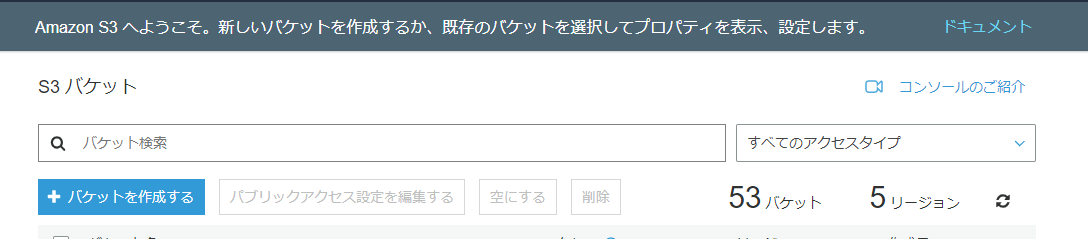 Amazon S3 へようこそ。新しいバケットを作成するか、既存のバケットを選択してプロパティを表示、設定します。 ドキュメント
S3 バケット コンソールのご紹介
バケット検索 すべてのアクセスタイプ
バケットを作成する パブリックアクセス設定を編集する 空にする 削除 53 バケット 5 リージョン